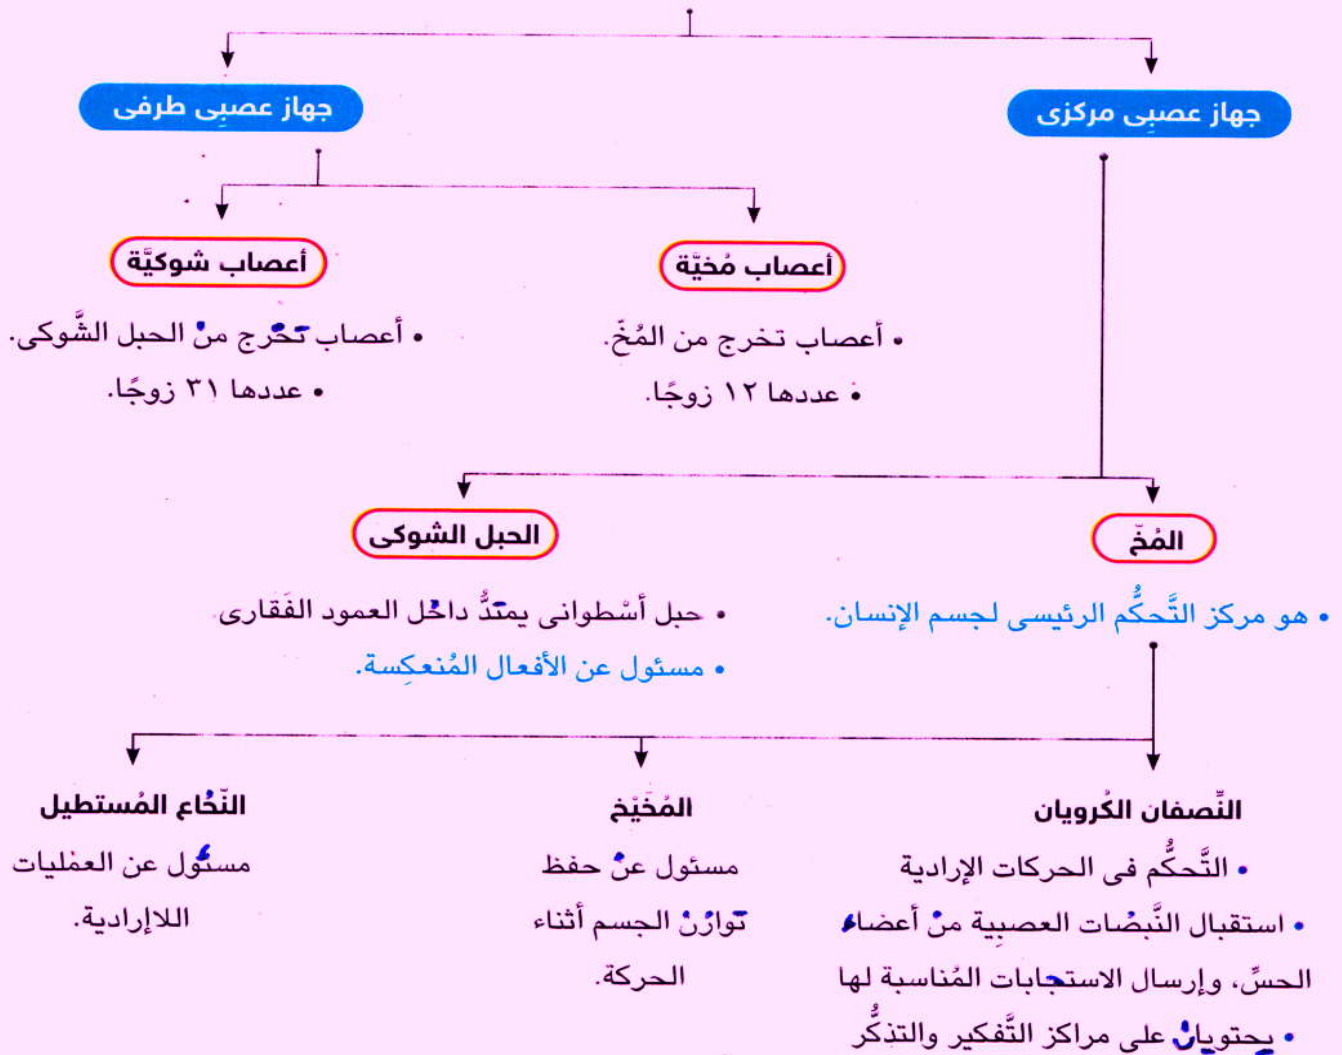 جهاز عصبى مركزى
جهاز عصبى طرفى
أعصاب مُخيَّة
• أعصاب تخرج من المُخّ.
• عددها ١٢ زوجًا.
أعصاب شوكيَّة
• أعصاب تخرج من الحبل الشَّوكى.
• عددها ٣١ زوجًا.
المُخّ
• هو مركز التَّحكُّم الرئيسى لجسم الإنسان.
الحبل الشوكى
• حبل أسْطوانى يمتدُّ داخل العمود الفَقارى
• مسئول عن الأفعال المُنعكِسة.
النِّصفان الكُرويان
• التَّحكُّم فى الحركات الإرادية
• استقبال النَّبضات العصبِية من أعضاء
الحسِّ، وإرسال الاستجابات المُناسبة لها
• يحتويان على مراكز التَّفكير والتذكُّر
المُخَيْخ
مسئول عن حفظ
توازن الجسم أثناء
الحركة.
النّخاع المُستطيل
مسئول عن العمليات
اللاإرادية.